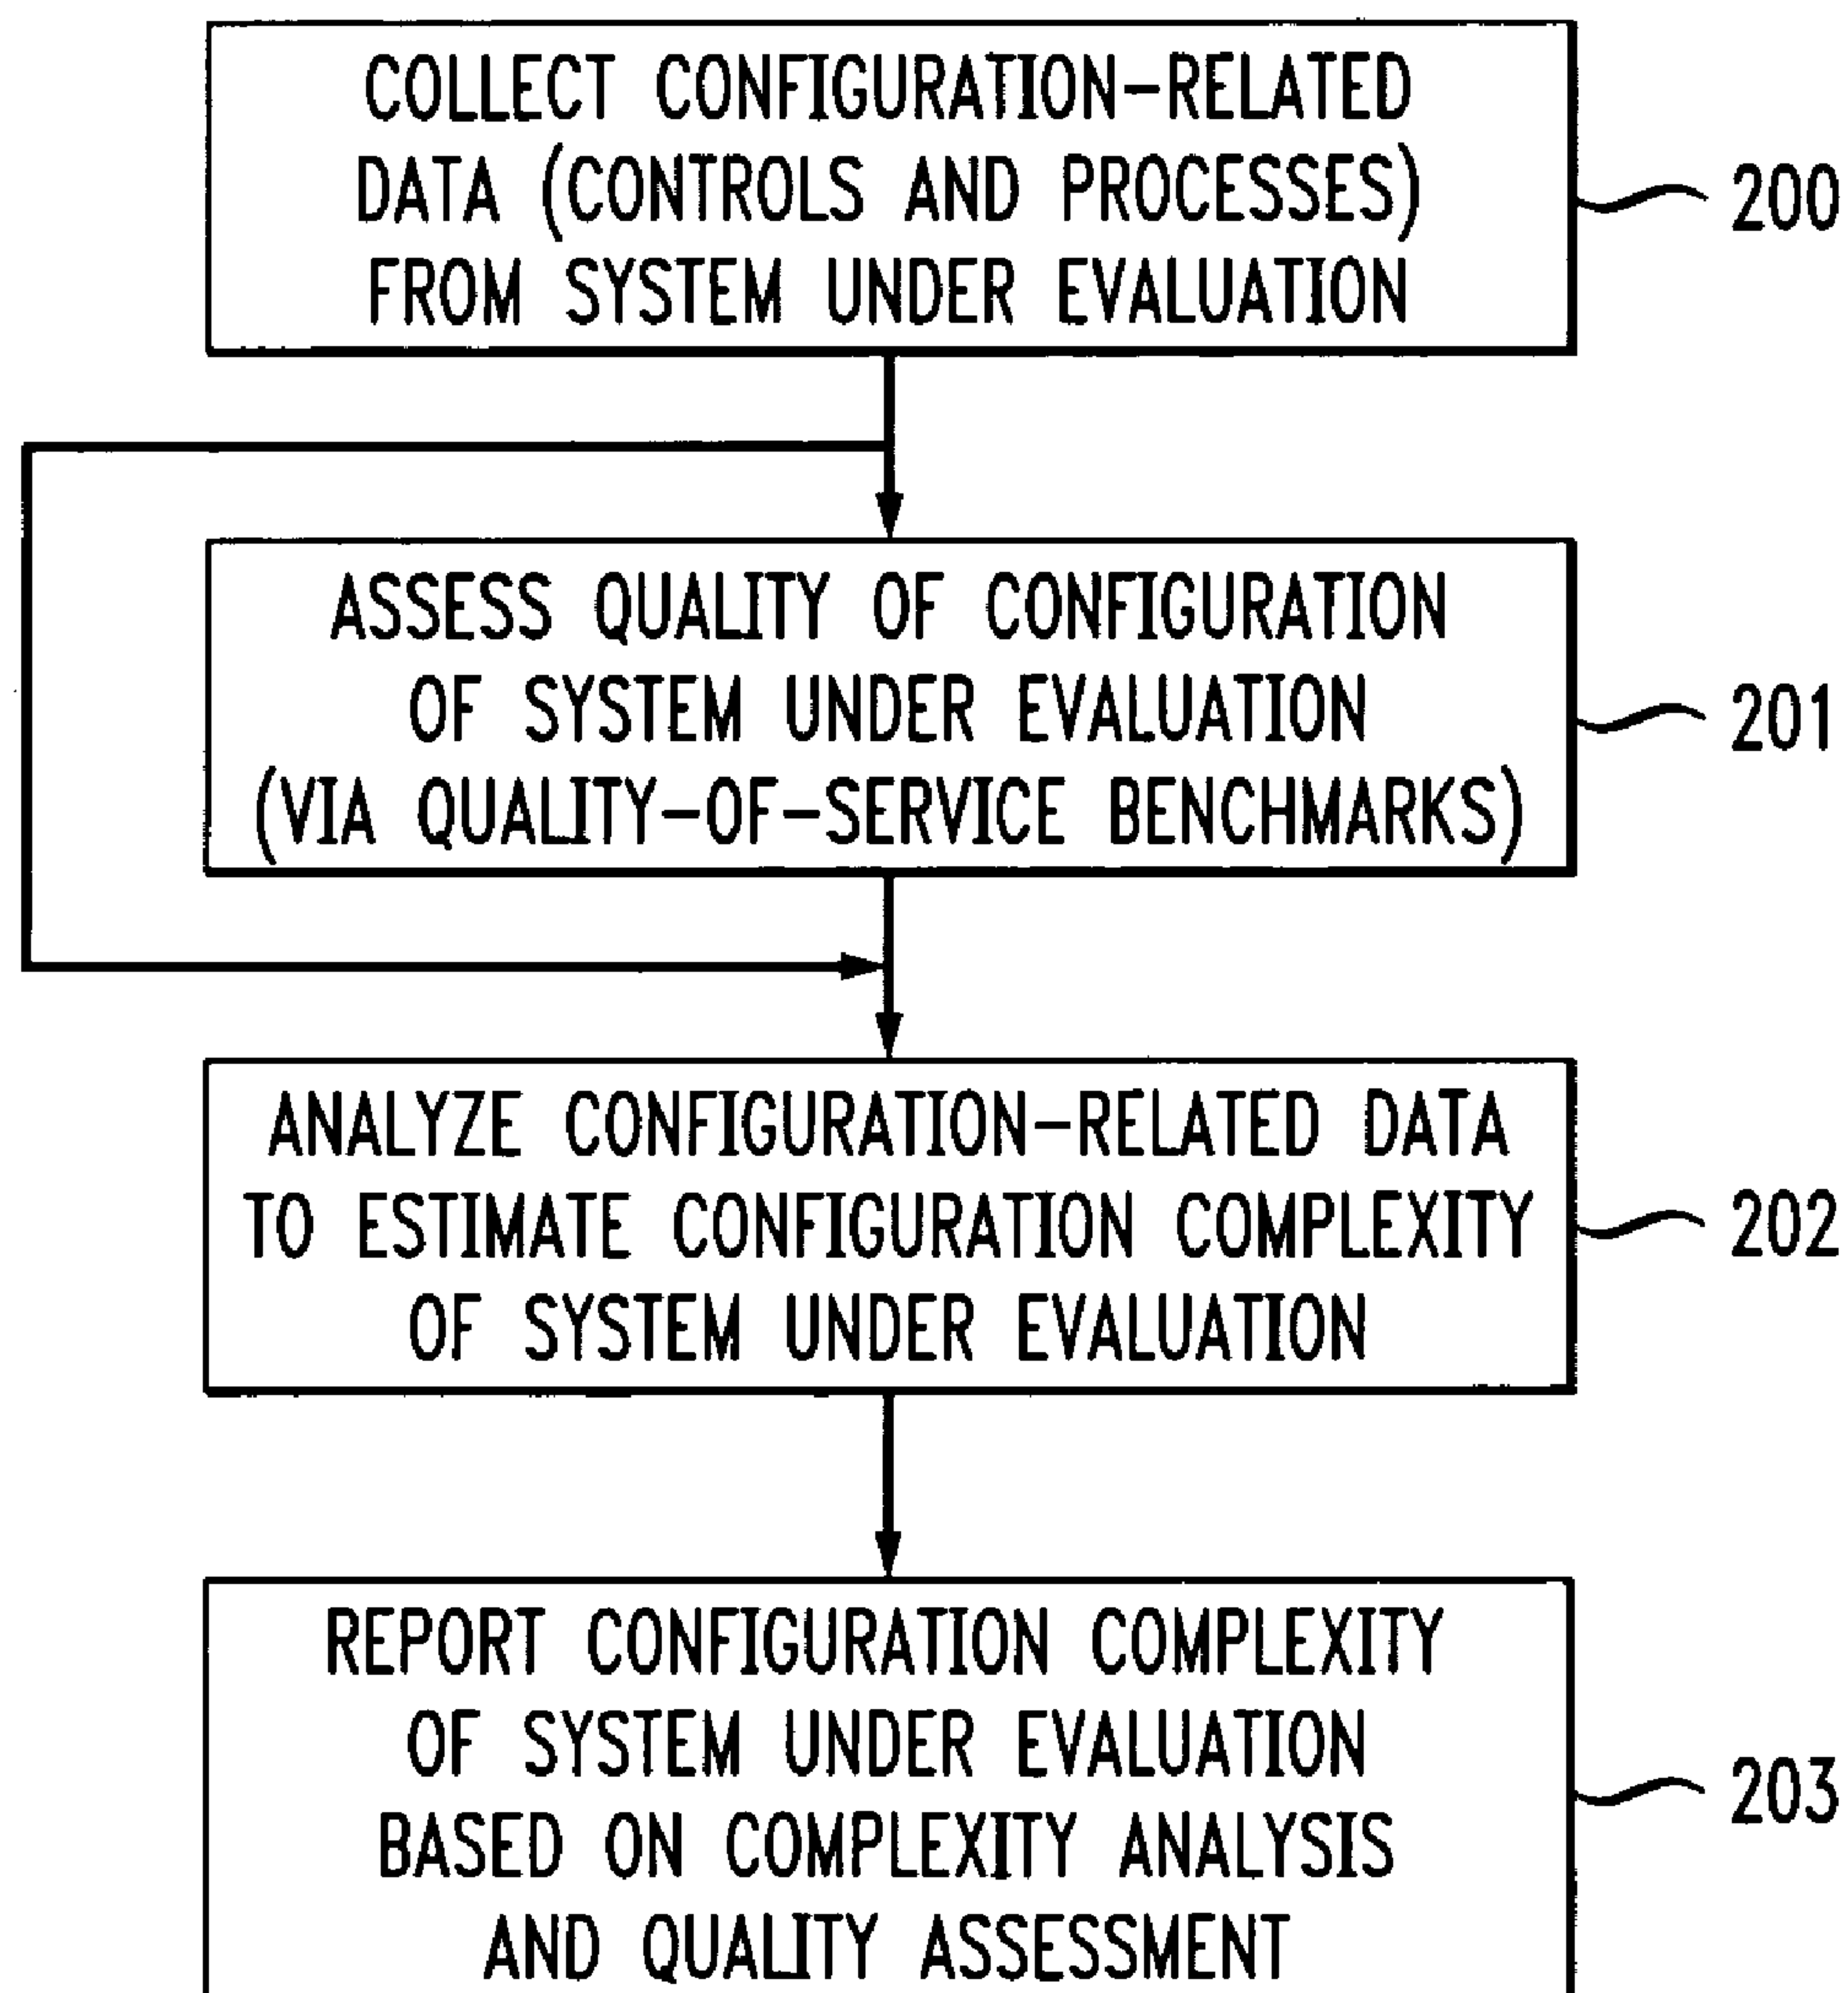 COLLECT CONFIGURATION-RELATED
DATA (CONTROLS AND PROCESSES)
FROM SYSTEM UNDER EVALUATION
200
ASSESS QUALITY OF CONFIGURATION
OF SYSTEM UNDER EVALUATION
(VIA QUALITY-OF-SERVICE BENCHMARKS)
201
ANALYZE CONFIGURATION-RELATED DATA
TO ESTIMATE CONFIGURATION COMPLEXITY
OF SYSTEM UNDER EVALUATION
202
REPORT CONFIGURATION COMPLEXITY
OF SYSTEM UNDER EVALUATION
BASED ON COMPLEXITY ANALYSIS
AND QUALITY ASSESSMENT
203